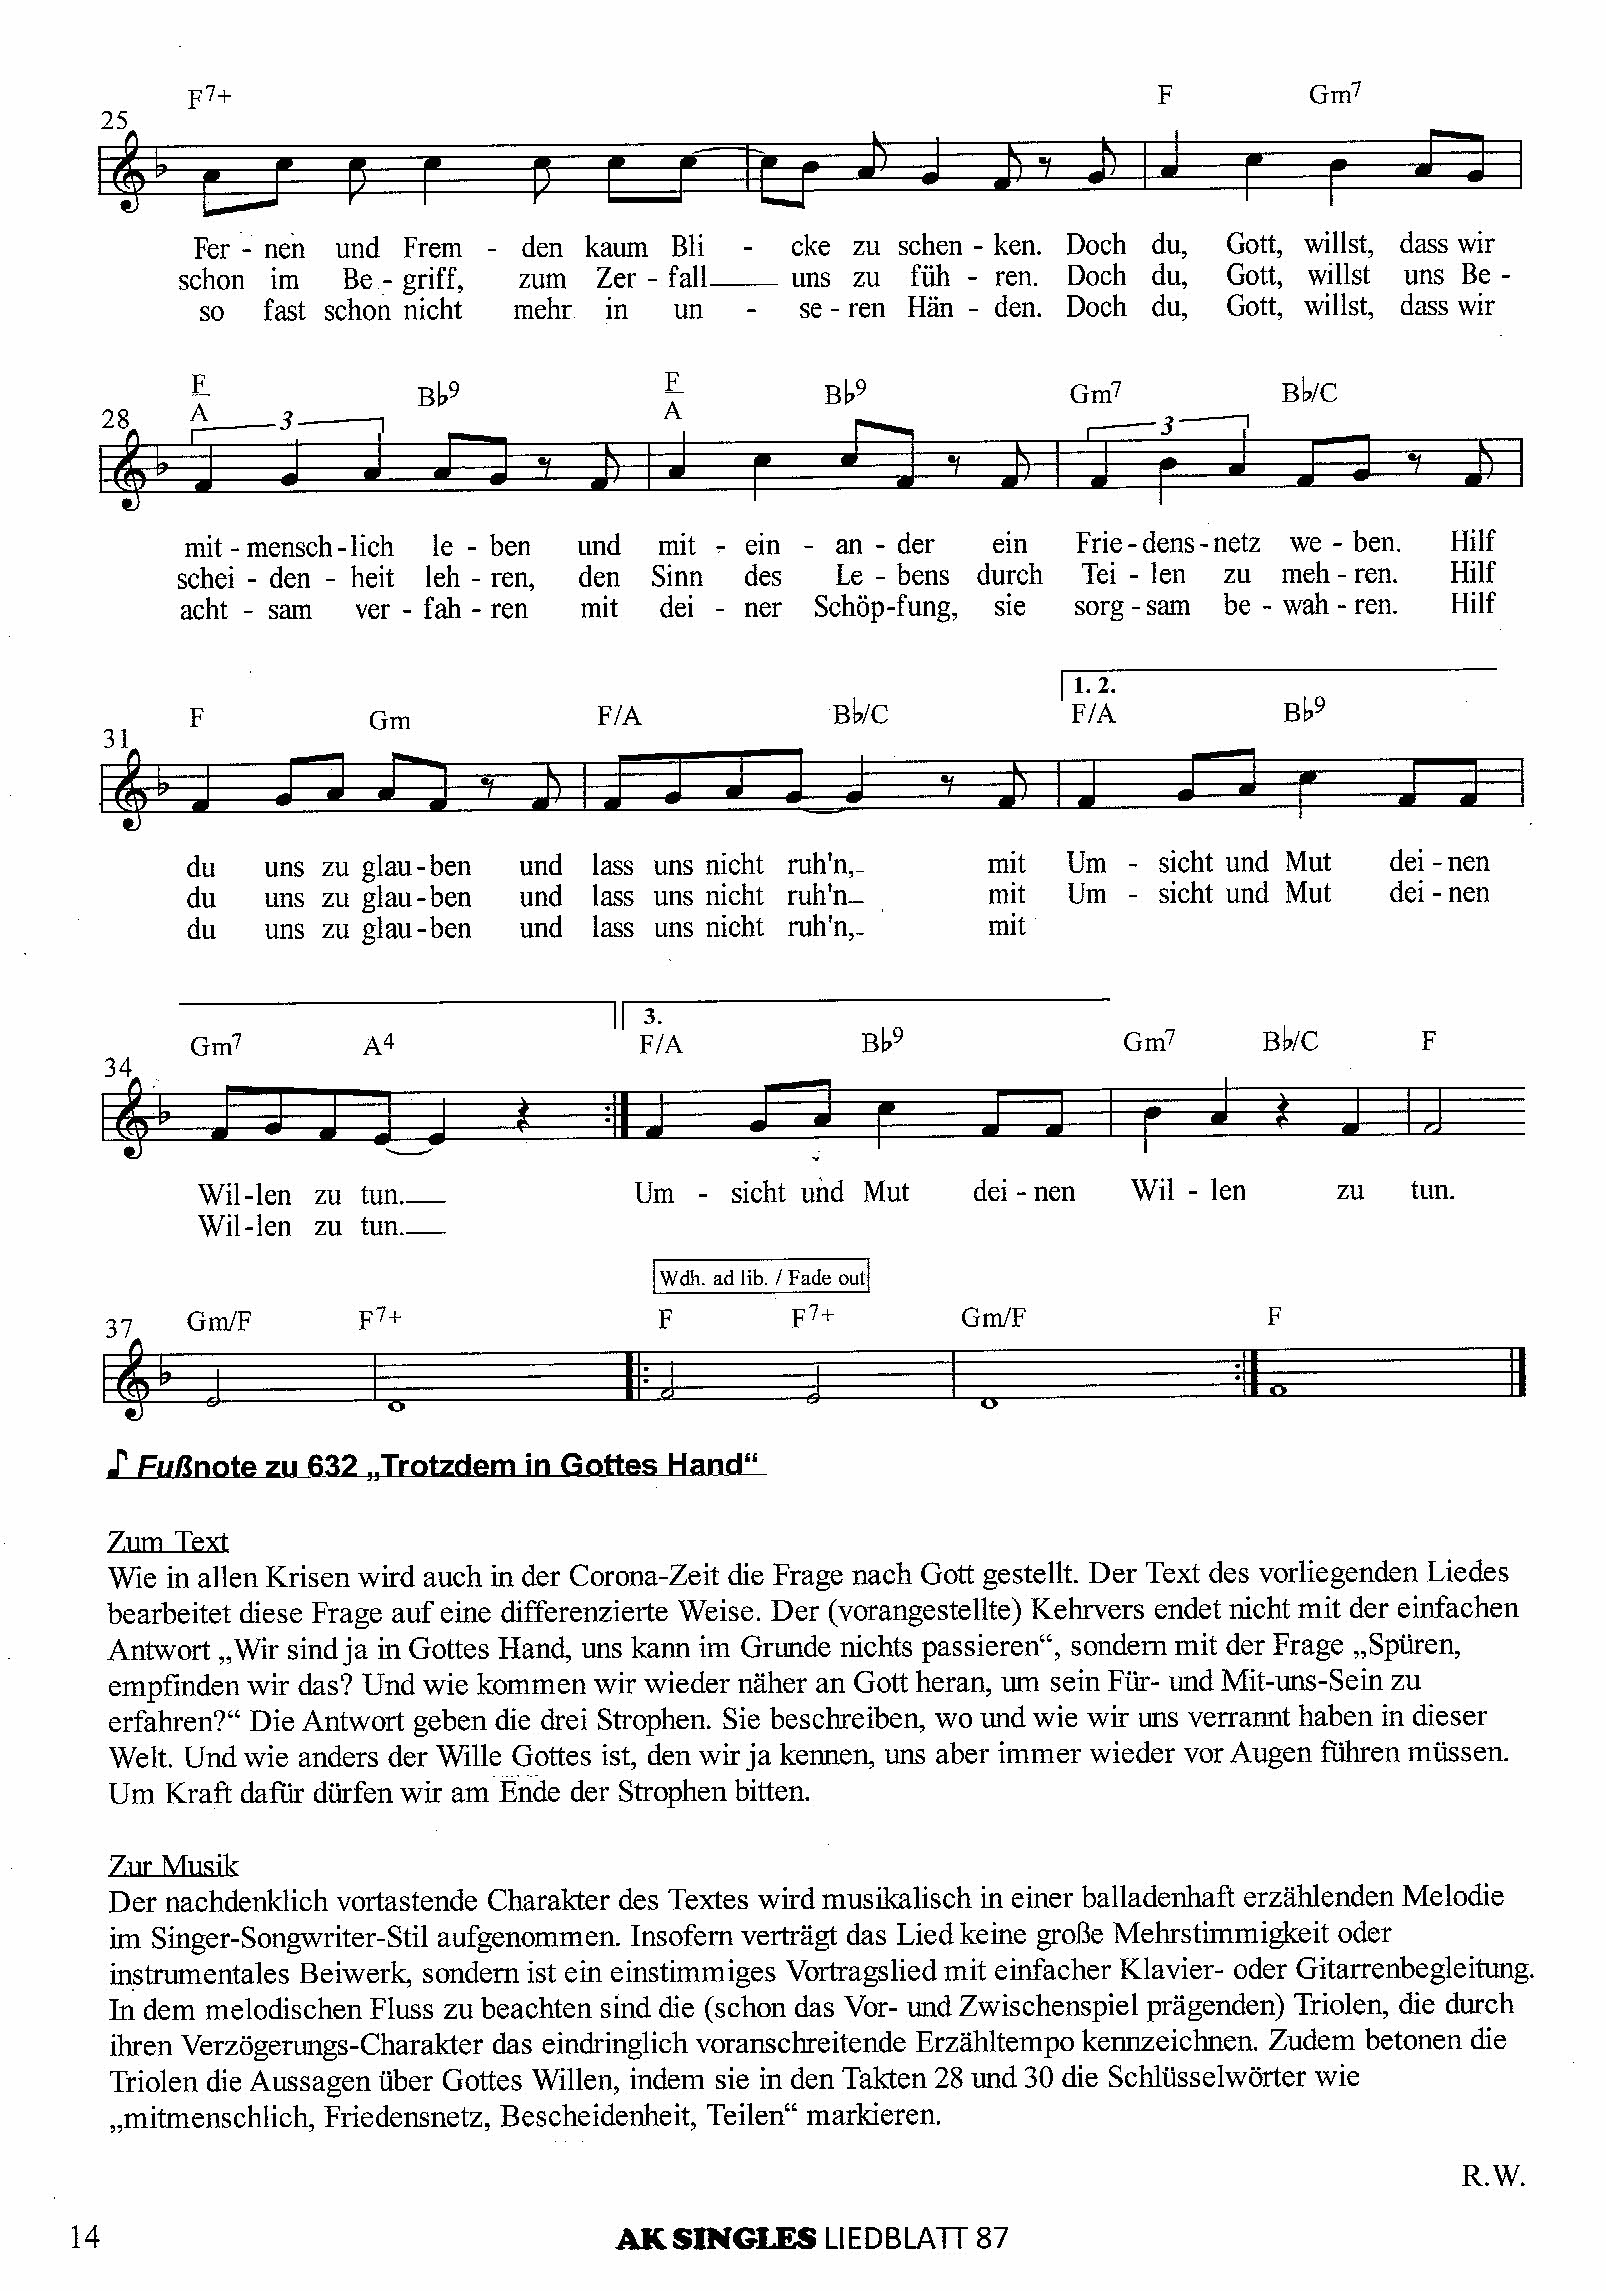 F7+ F Gm7
25
Fer - nen und Frem - den kaum Bli - cke zu schen - ken. Doch du, Gott, willst, dass wir
schon im Be - griff, zum Zer - fall___ uns zu füh - ren. Doch du, Gott, willst uns Be -
so fast schon nicht mehr in un - se - ren Hän - den. Doch du, Gott, willst, dass wir
F/A B♭9 F/A B♭9 Gm7 B♭/C
28 3 3
mit - mensch - lich le - ben und mit - ein - an - der ein Frie - dens - netz we - ben. Hilf
schei - den - heit leh - ren, den Sinn des Le - bens durch Tei - len zu meh - ren. Hilf
acht - sam ver - fah - ren mit dei - ner Schöp - fung, sie sorg - sam be - wah - ren. Hilf
1. 2.
F Gm F/A B♭/C F/A B♭9
31
du uns zu glau - ben und lass uns nicht ruh'n,_ mit Um - sicht und Mut dei - nen
du uns zu glau - ben und lass uns nicht ruh'n_ mit Um - sicht und Mut dei - nen
du uns zu glau - ben und lass uns nicht ruh'n,_ mit
3.
Gm7 A4 F/A B♭9 Gm7 B♭/C F
34
Wil - len zu tun.___ Um - sicht und Mut dei - nen Wil - len zu tun.
Wil - len zu tun.___
Wdh. ad lib. / Fade out
Gm/F F7+ F F7+ Gm/F F
37
♪ Fußnote zu 632 „Trotzdem in Gottes Hand“
Zum Text
Wie in allen Krisen wird auch in der Corona-Zeit die Frage nach Gott gestellt. Der Text des vorliegenden Liedes
bearbeitet diese Frage auf eine differenzierte Weise. Der (vorangestellte) Kehrvers endet nicht mit der einfachen
Antwort „Wir sind ja in Gottes Hand, uns kann im Grunde nichts passieren“, sondern mit der Frage „Spüren,
empfinden wir das? Und wie kommen wir wieder näher an Gott heran, um sein Für- und Mit-uns-Sein zu
erfahren?“ Die Antwort geben die drei Strophen. Sie beschreiben, wo und wie wir uns verrannt haben in dieser
Welt. Und wie anders der Wille Gottes ist, den wir ja kennen, uns aber immer wieder vor Augen führen müssen.
Um Kraft dafür dürfen wir am Ende der Strophen bitten.
Zur Musik
Der nachdenklich vortastende Charakter des Textes wird musikalisch in einer balladenhaft erzählenden Melodie
im Singer-Songwriter-Stil aufgenommen. Insofern verträgt das Lied keine große Mehrstimmigkeit oder
instrumentales Beiwerk, sondern ist ein einstimmiges Vortragslied mit einfacher Klavier- oder Gitarrenbegleitung.
In dem melodischen Fluss zu beachten sind die (schon das Vor- und Zwischenspiel prägenden) Triolen, die durch
ihren Verzögerungs-Charakter das eindringlich voranschreitende Erzähltempo kennzeichnen. Zudem betonen die
Triolen die Aussagen über Gottes Willen, indem sie in den Takten 28 und 30 die Schlüsselwörter wie
„mitmenschlich, Friedensnetz, Bescheidenheit, Teilen“ markieren.
R.W.
14 AK SINGLES LIEDBLATT 87